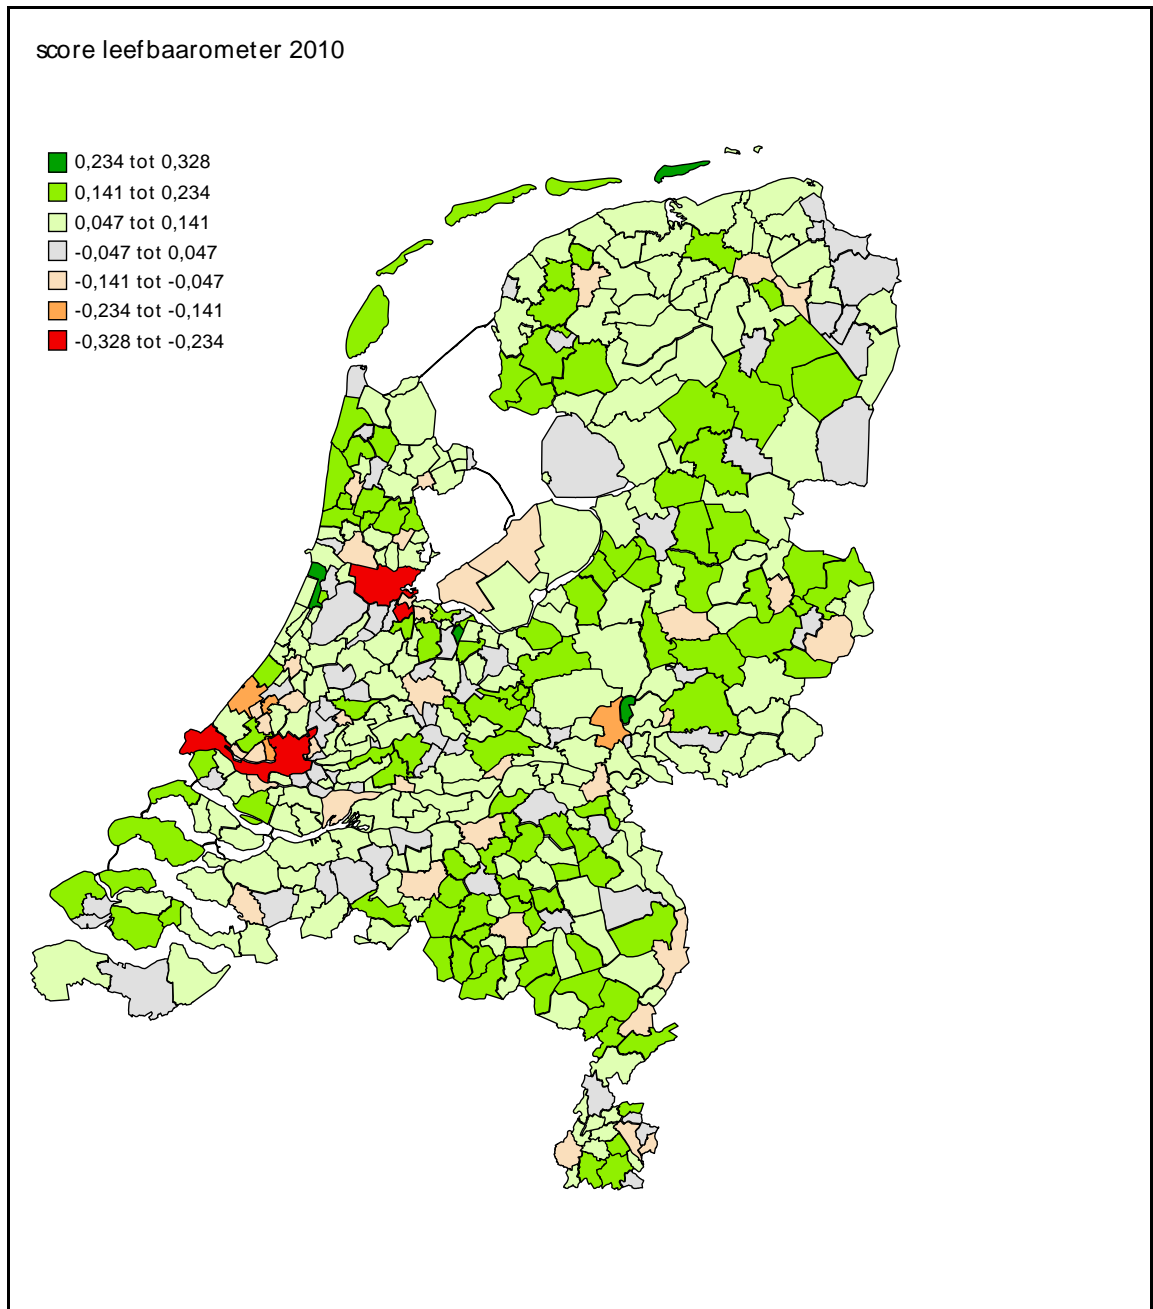 score leefbaarometer 2010
0,234 tot 0,328
0,141 tot 0,234
0,047 tot 0,141
-0,047 tot 0,047
-0,141 tot -0,047
-0,234 tot -0,141
-0,328 tot -0,234